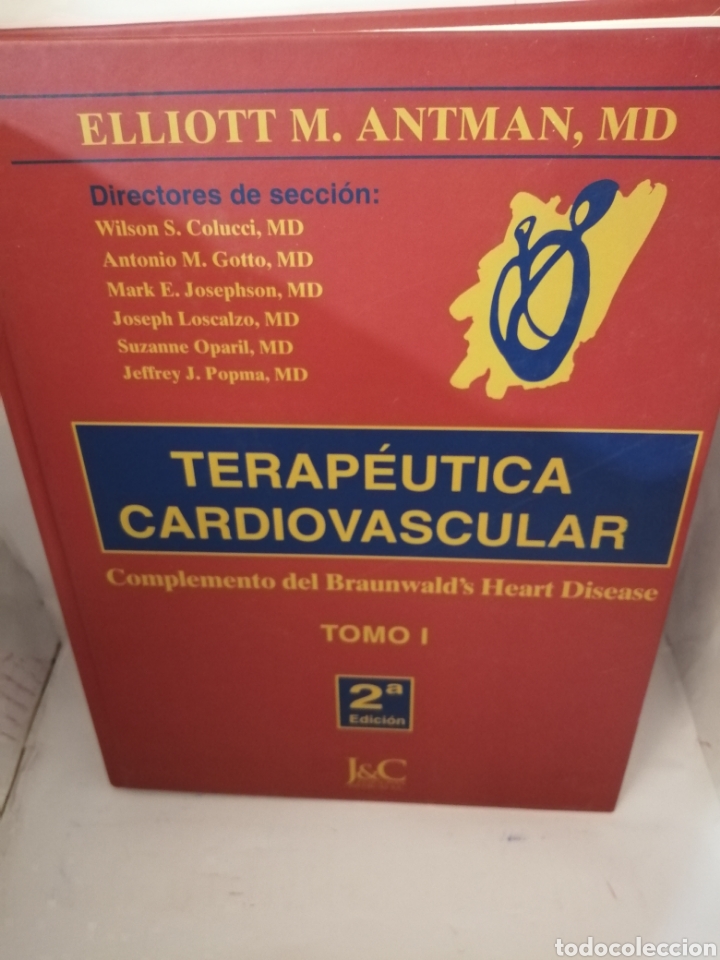 ELLIOTT M. ANTMAN, MD
Directores de sección:
Wilson S. Colucci, MD
Antonio M. Gotto, MD
Mark E. Josephson, MD
Joseph Loscalzo, MD
Suzanne Oparil, MD
Jeffrey J. Popma, MD
TERAPÉUTICA
CARDIOVASCULAR
Complemento del Braunwald's Heart Disease
TOMO I
2ª
Edición
J&C
todocoleccion